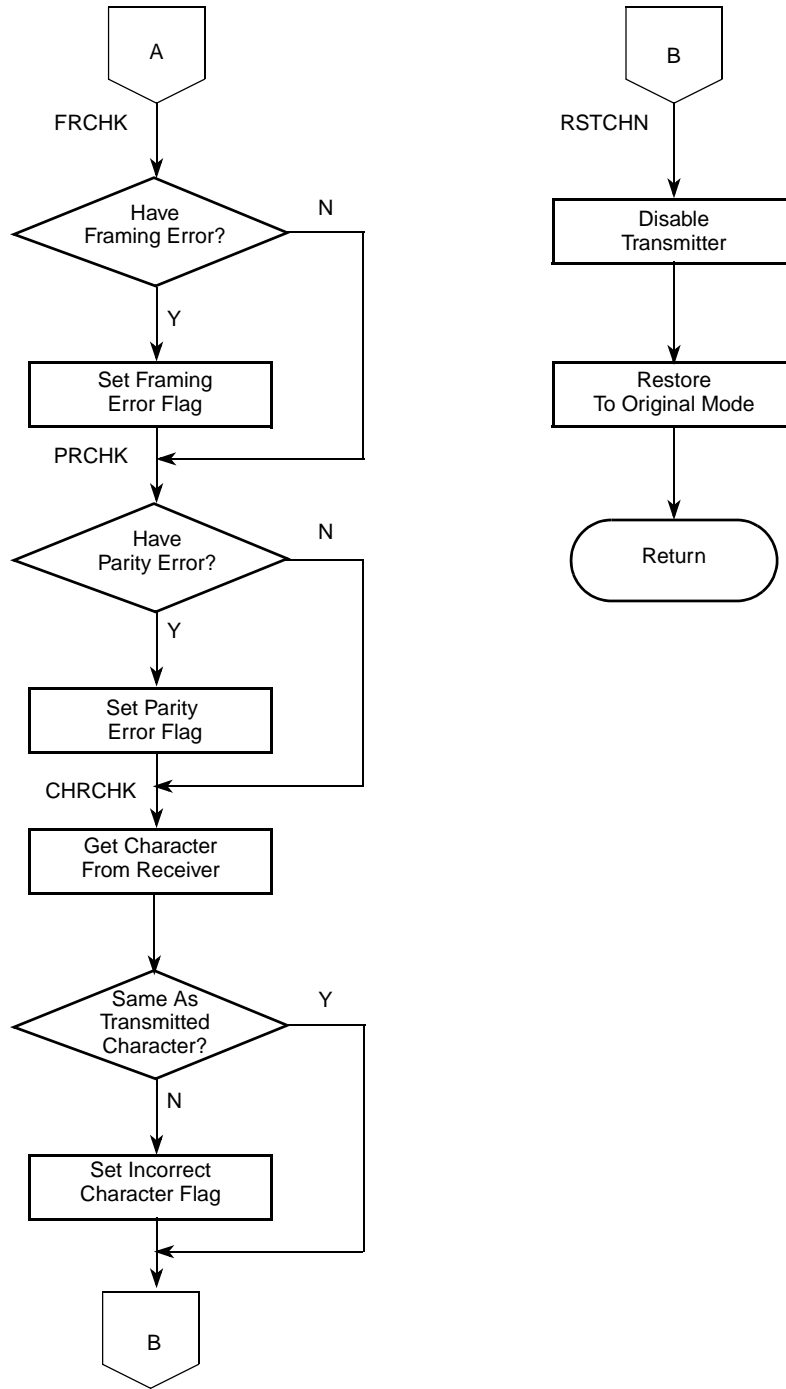 A
FRCHK
Have
Framing Error?
N
Y
Set Framing
Error Flag
PRCHK
Have
Parity Error?
N
Y
Set Parity
Error Flag
CHRCHK
Get Character
From Receiver
Same As
Transmitted
Character?
Y
N
Set Incorrect
Character Flag
B
B
RSTCHN
Disable
Transmitter
Restore
To Original Mode
Return